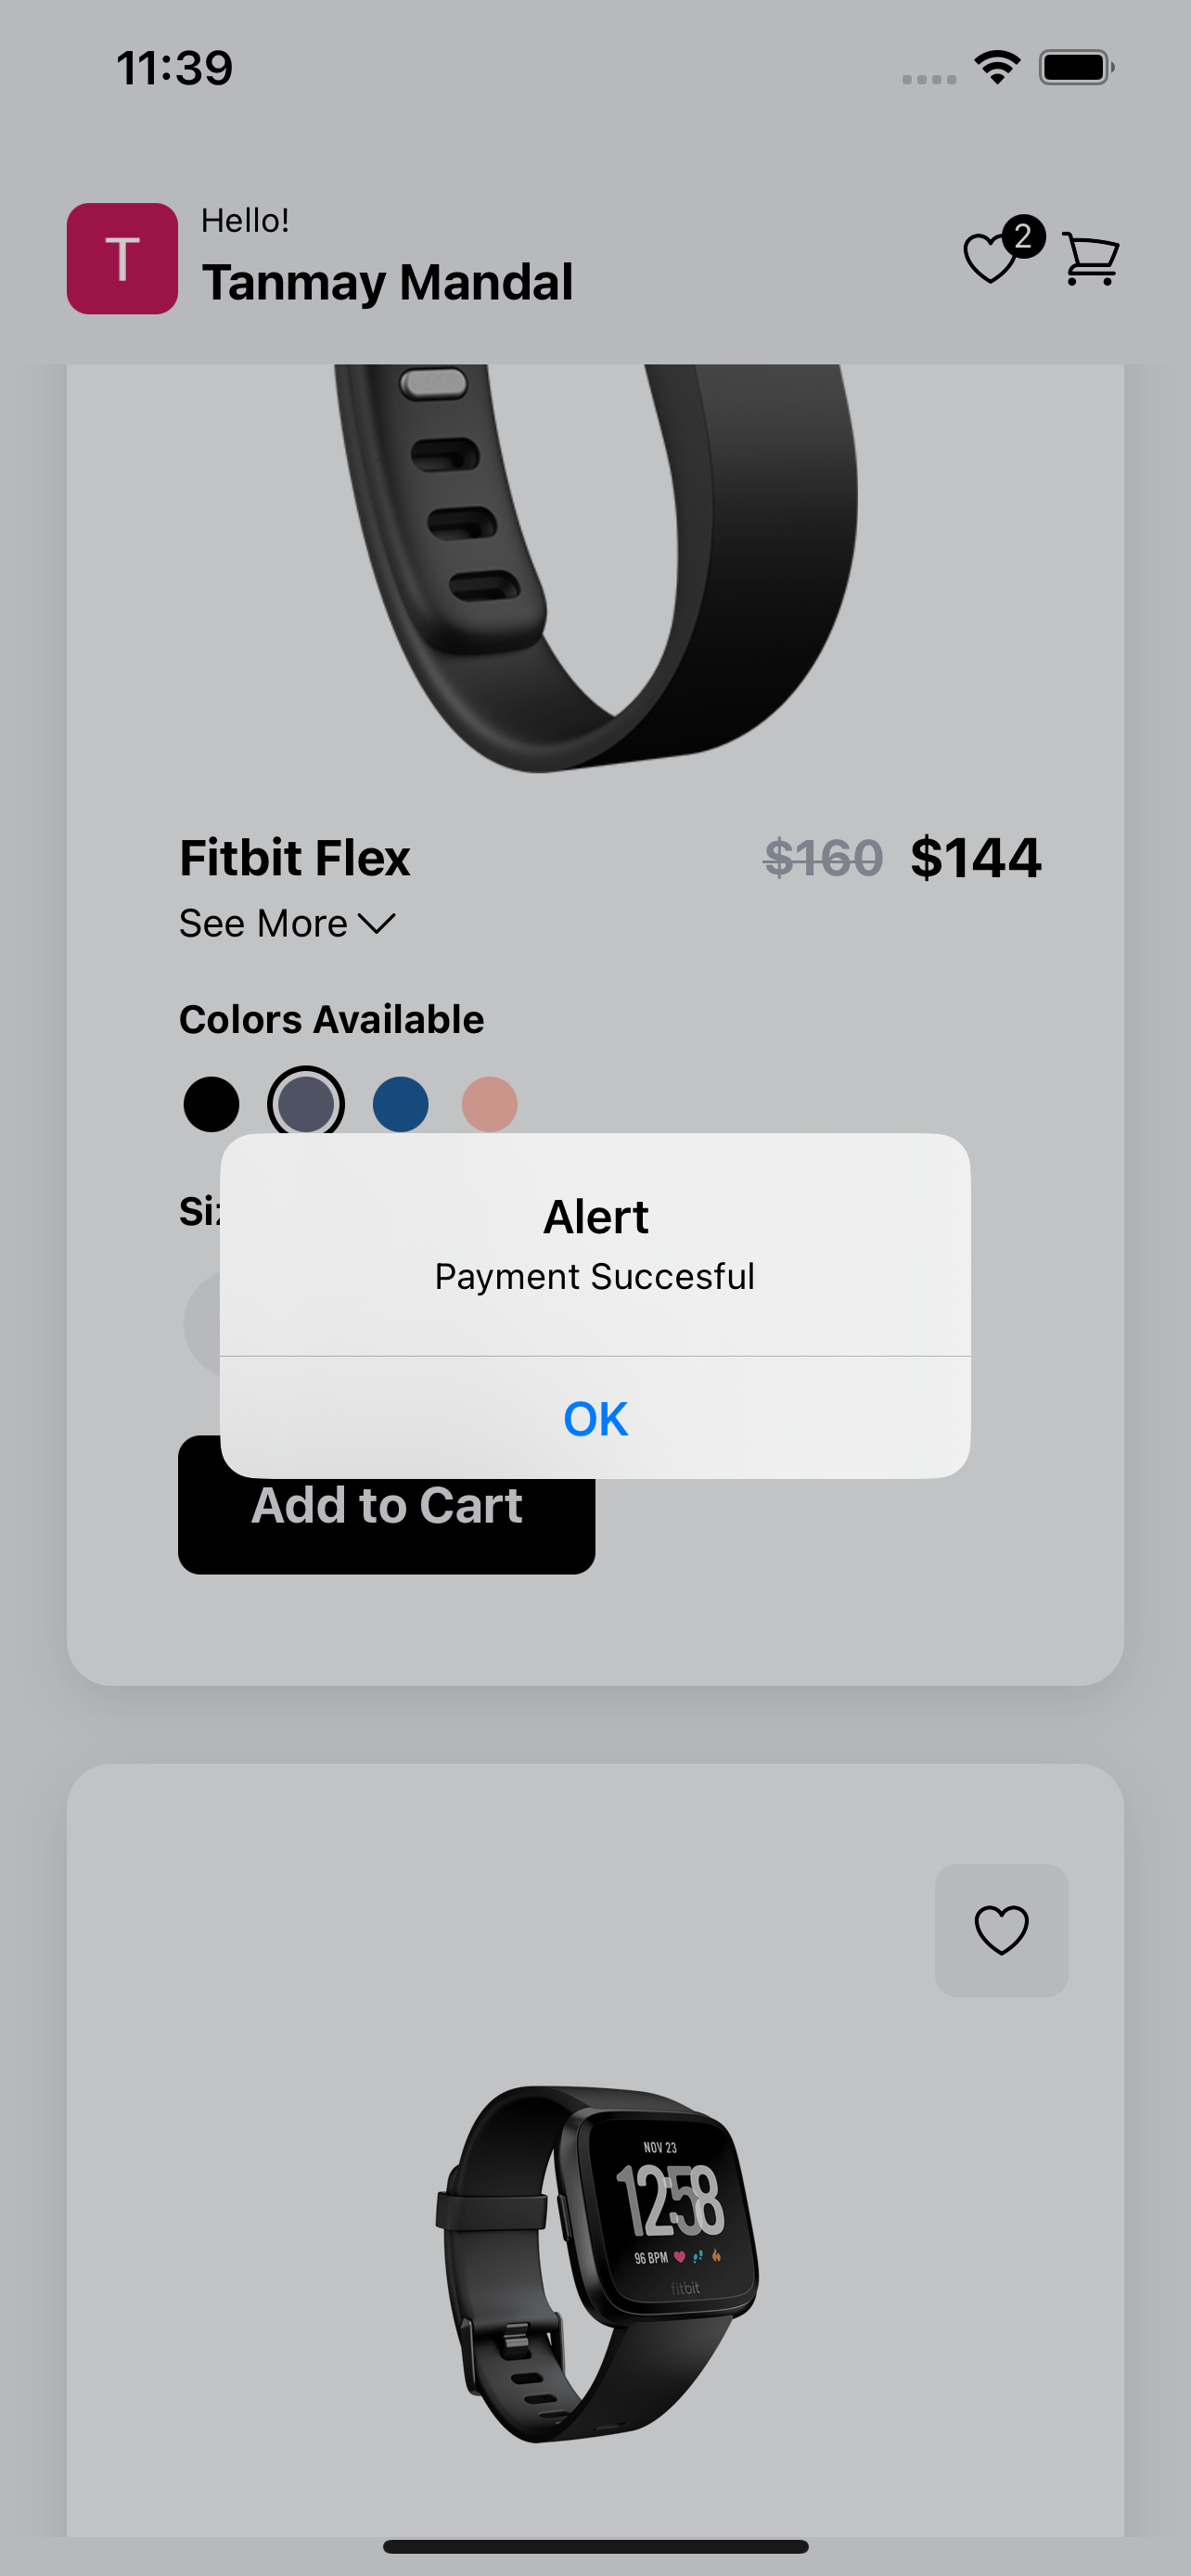 11:39
T
Hello!
Tanmay Mandal
2
Fitbit Flex
$160 $144
See More
Colors Available
Alert
Payment Succesful
OK
Add to Cart
NOV 23
12:58
96 BPM
fitbit